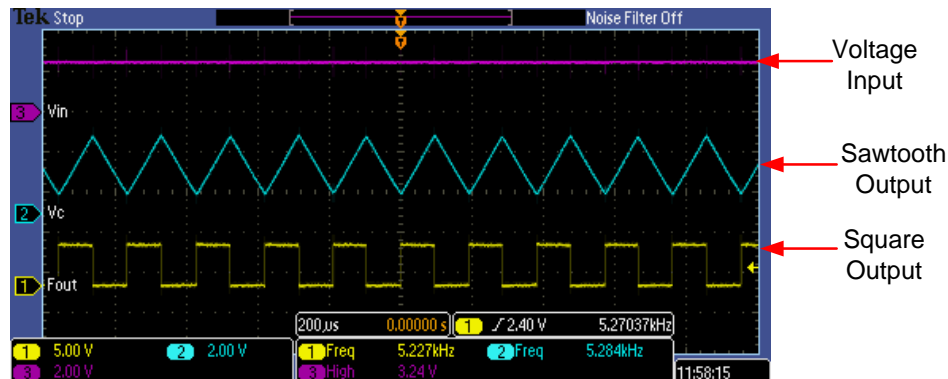 Tek Stop Noise Filter Off
Voltage
Input
3 Vin
Sawtooth
Output
2 Vc
Square
Output
1 Fout
200µs 0.00000 s 1 2.40 V 5.27037kHz
1 5.00 V 2 2.00 V 1 Freq 5.227kHz 2 Freq 5.284kHz
3 2.00 V 3 High 3.24 V 11:58:15